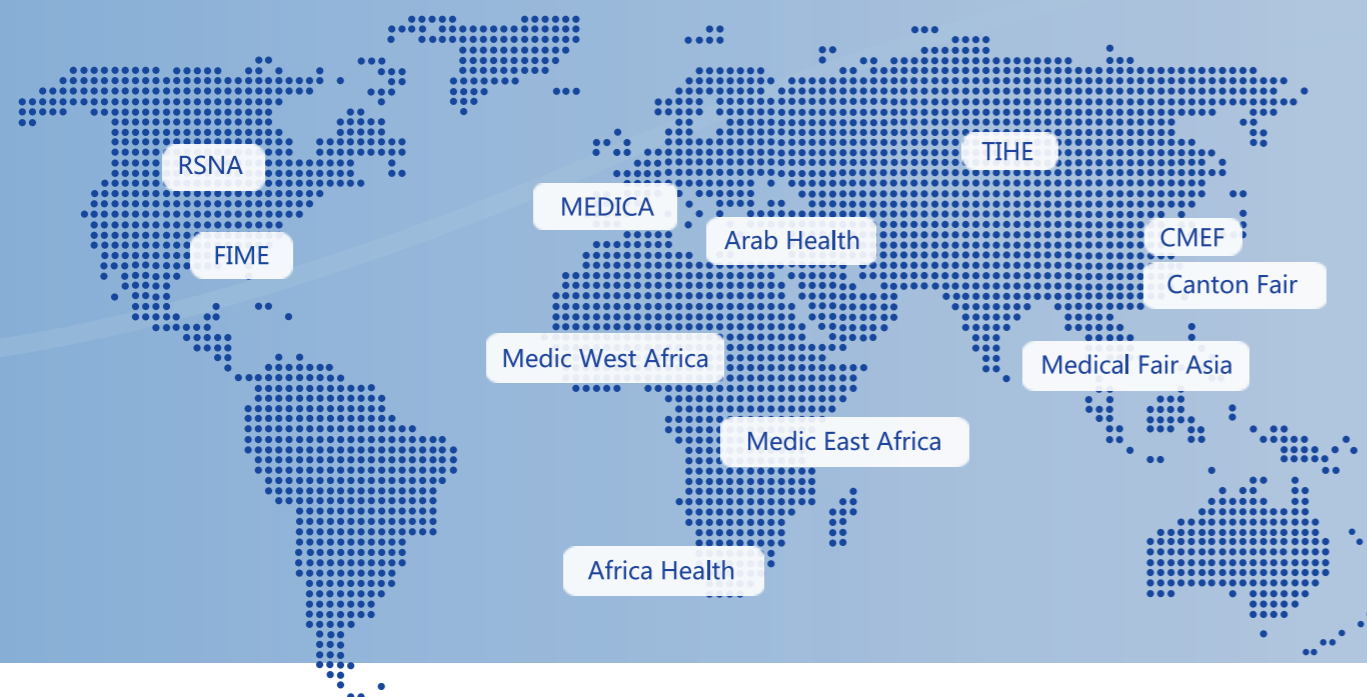 TIHE
RSNA
MEDICA
Arab Health
CMEF
FIME
Canton Fair
Medic West Africa
Medical Fair Asia
Medic East Africa
Africa Health